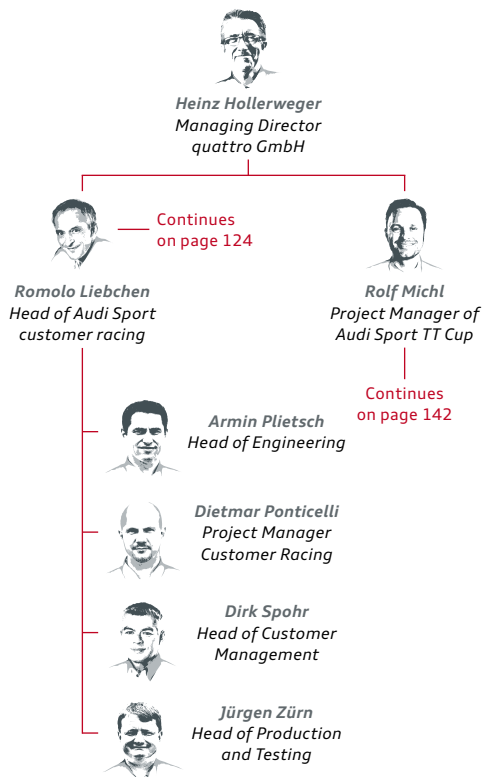 Heinz Hollerweger
Managing Director
quattro GmbH
Continues
on page 124
Romolo Liebchen
Head of Audi Sport
customer racing
Rolf Michl
Project Manager of
Audi Sport TT Cup
Continues
on page 142
Armin Plietsch
Head of Engineering
Dietmar Ponticelli
Project Manager
Customer Racing
Dirk Spohr
Head of Customer
Management
Jürgen Zürn
Head of Production
and Testing